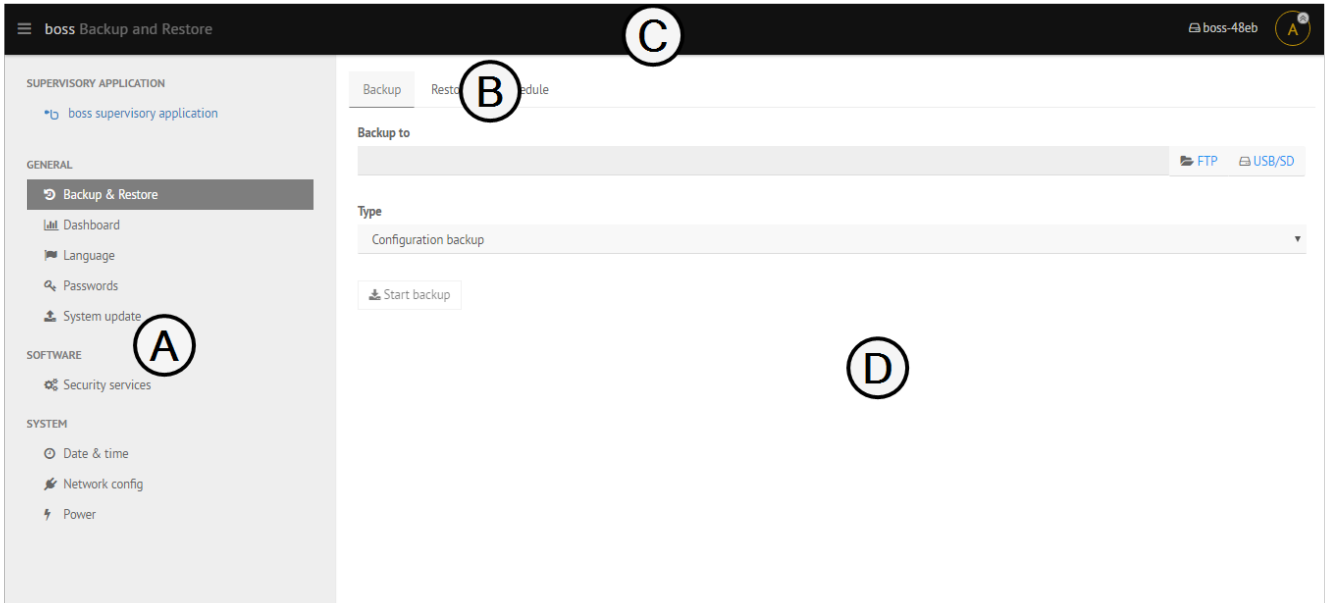 boss Backup and Restore
C
boss-48eb
A
SUPERVISORY APPLICATION
boss supervisory application
Backup
B
Backup to
GENERAL
FTP
USB/SD
Backup & Restore
Type
Dashboard
Configuration backup
Language
Passwords
Start backup
System update
A
SOFTWARE
D
Security services
SYSTEM
Date & time
Network config
Power